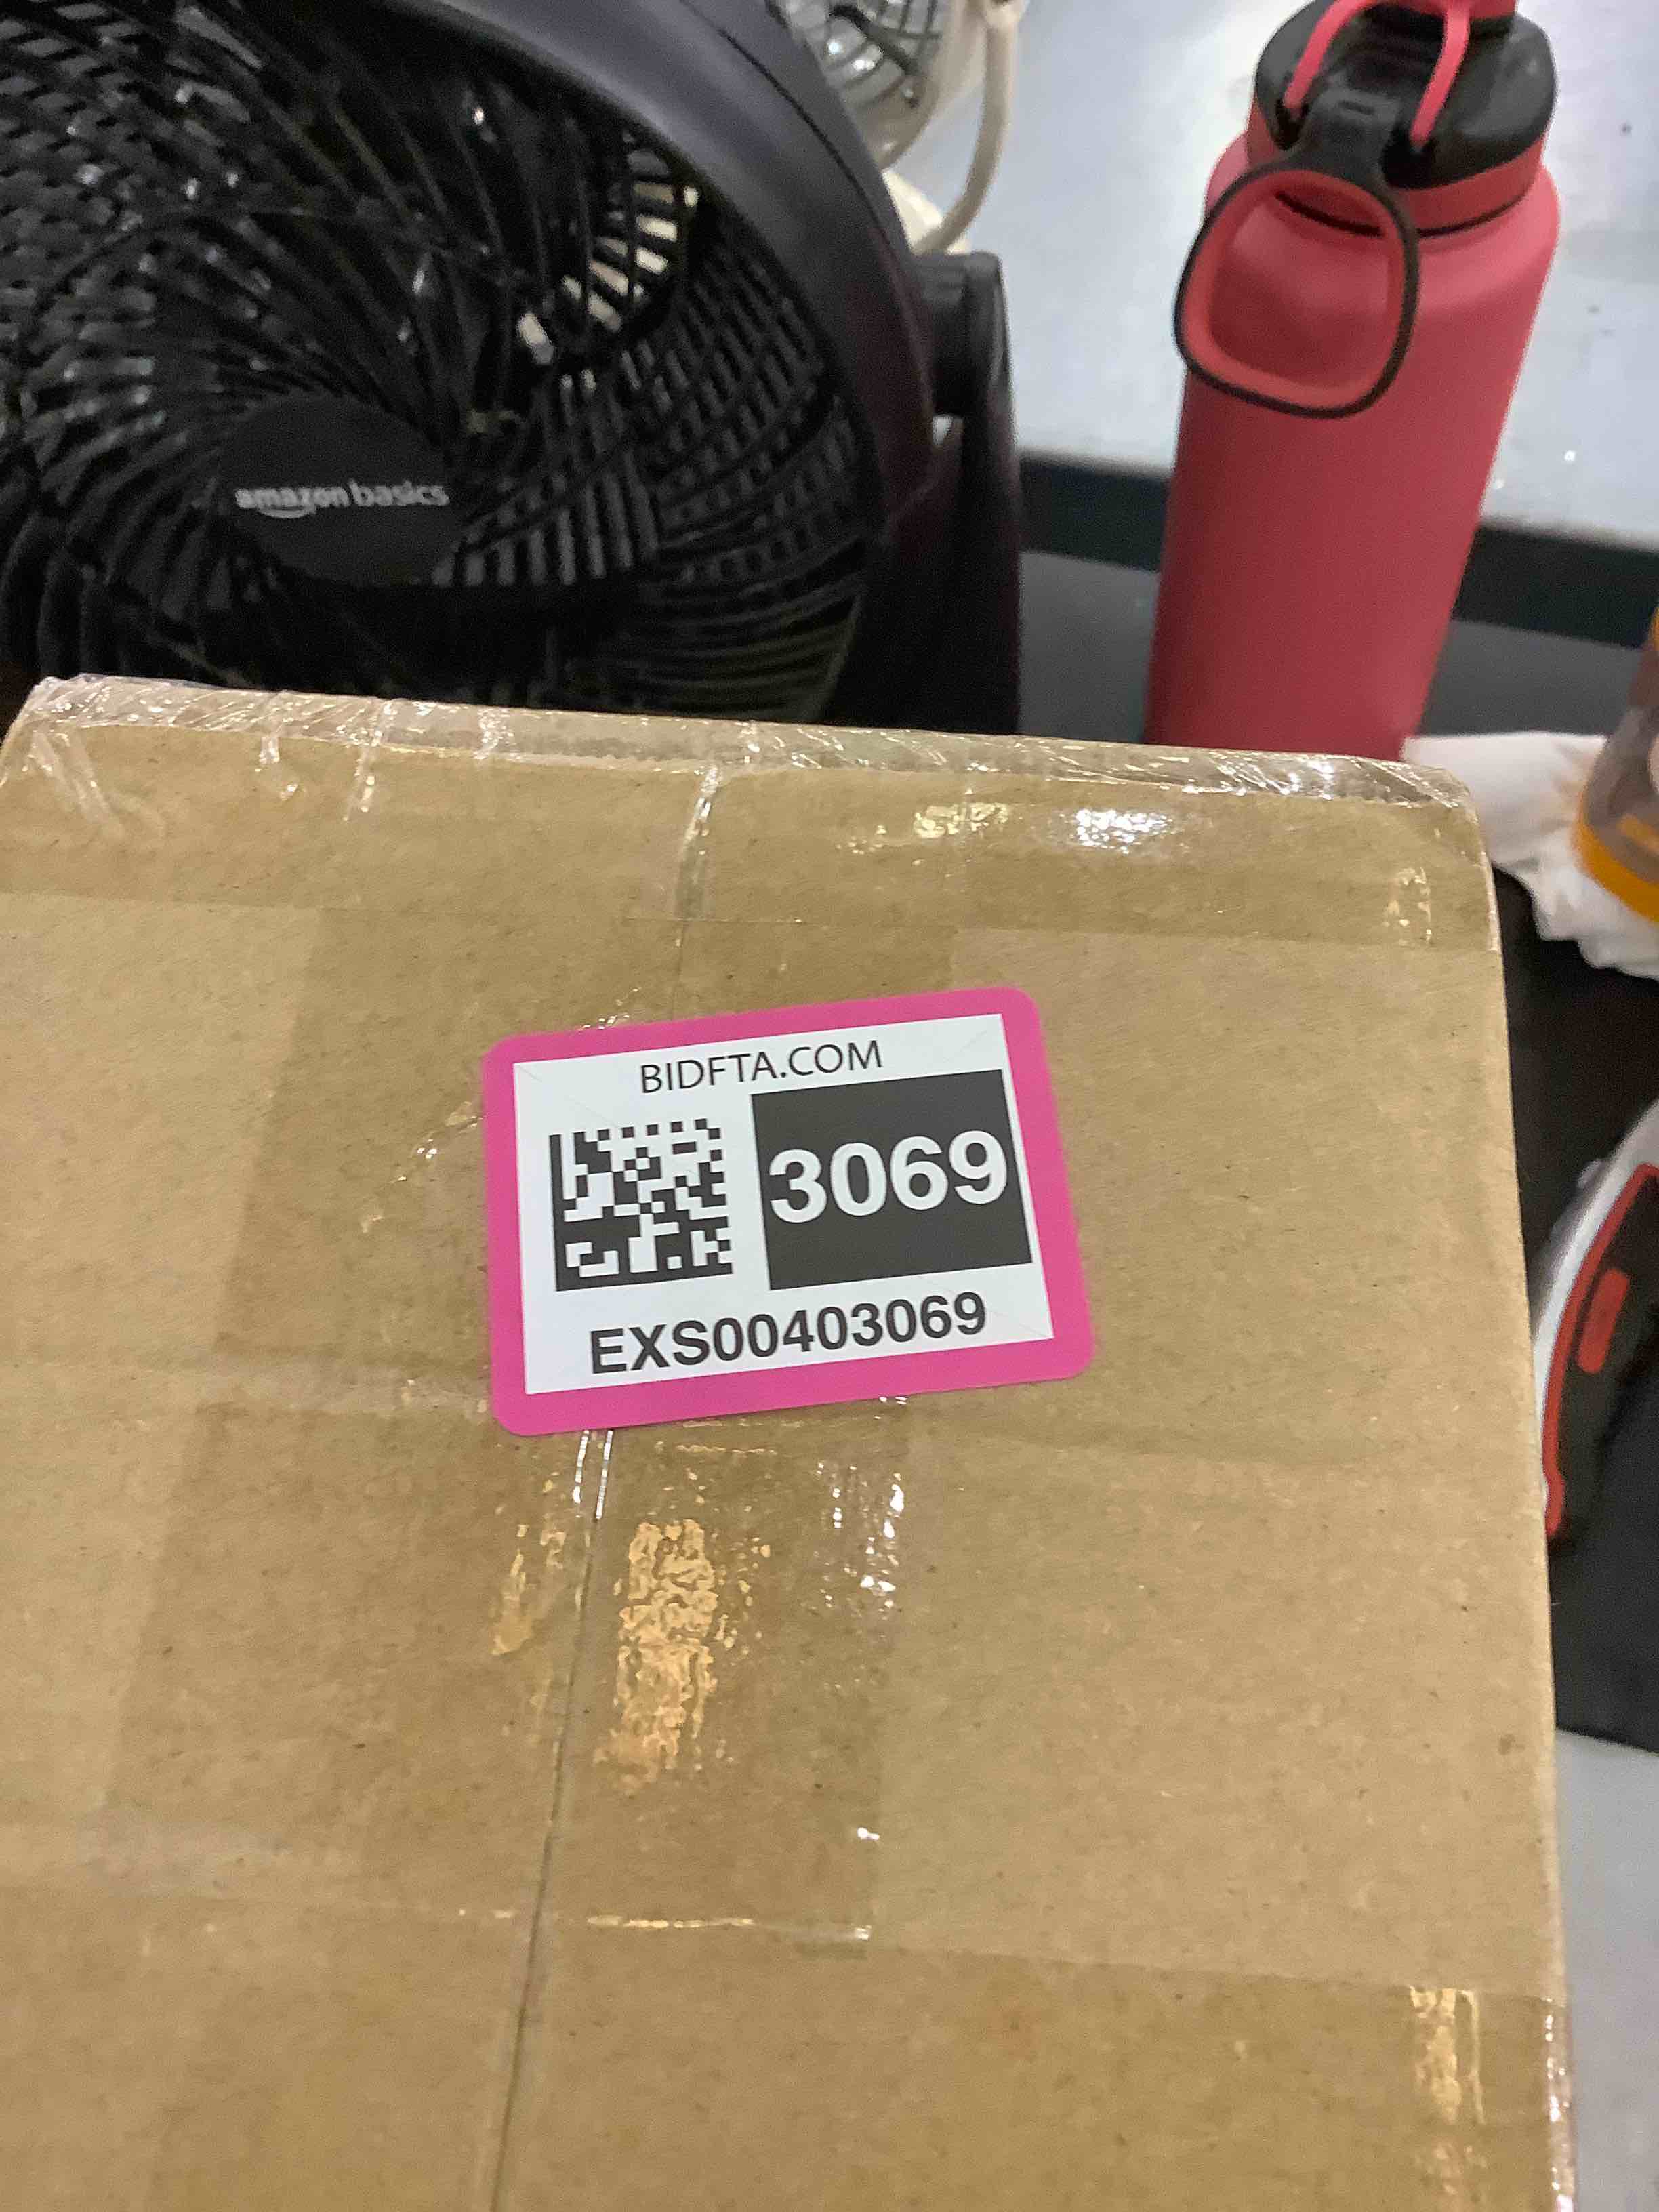 amazon basics
BIDFTA.COM
3069
EXS00403069